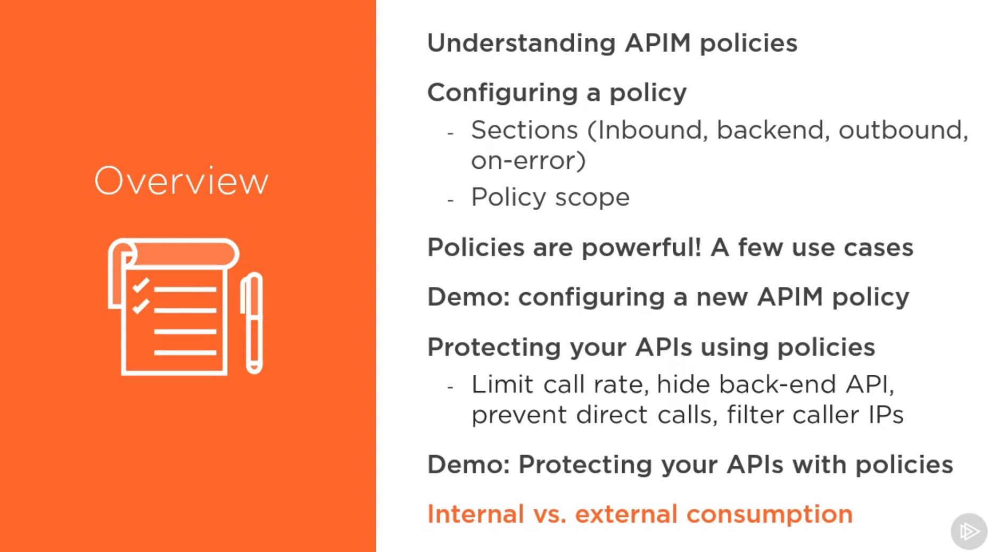 Overview
Understanding APIM policies
Configuring a policy
- Sections (Inbound, backend, outbound,
on-error)
- Policy scope
Policies are powerful! A few use cases
Demo: configuring a new APIM policy
Protecting your APIs using policies
- Limit call rate, hide back-end API,
prevent direct calls, filter caller IPs
Demo: Protecting your APIs with policies
Internal vs. external consumption